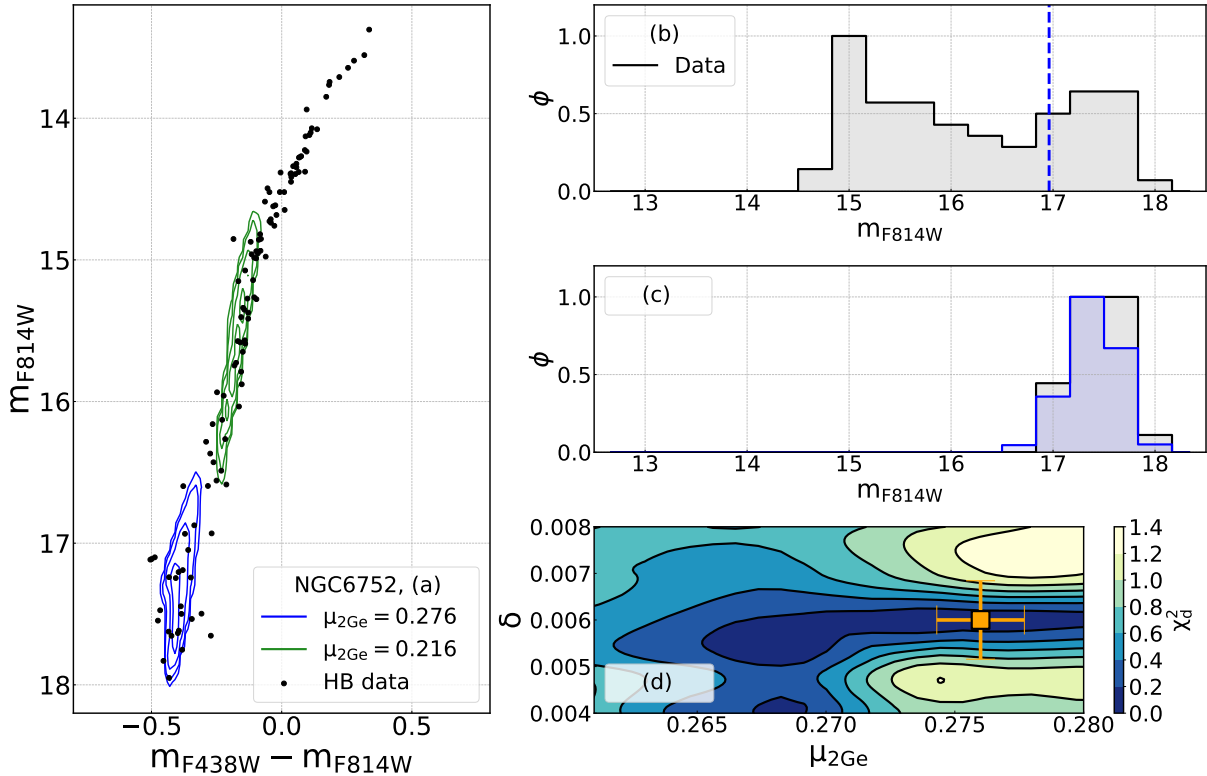 14
15
16
17
18
m_F814W
−0.5 0.0 0.5
m_F438W − m_F814W
NGC6752, (a)
μ_2Ge = 0.276
μ_2Ge = 0.216
HB data
1.0
0.5
0.0
ϕ
(b)
Data
13 14 15 16 17 18
m_F814W
1.0
0.5
0.0
ϕ
(c)
13 14 15 16 17 18
m_F814W
0.008
0.007
0.006
0.005
0.004
δ
(d)
0.265 0.270 0.275 0.280
μ_2Ge
1.4
1.2
1.0
0.8
0.6
0.4
0.2
0.0
χ²_d